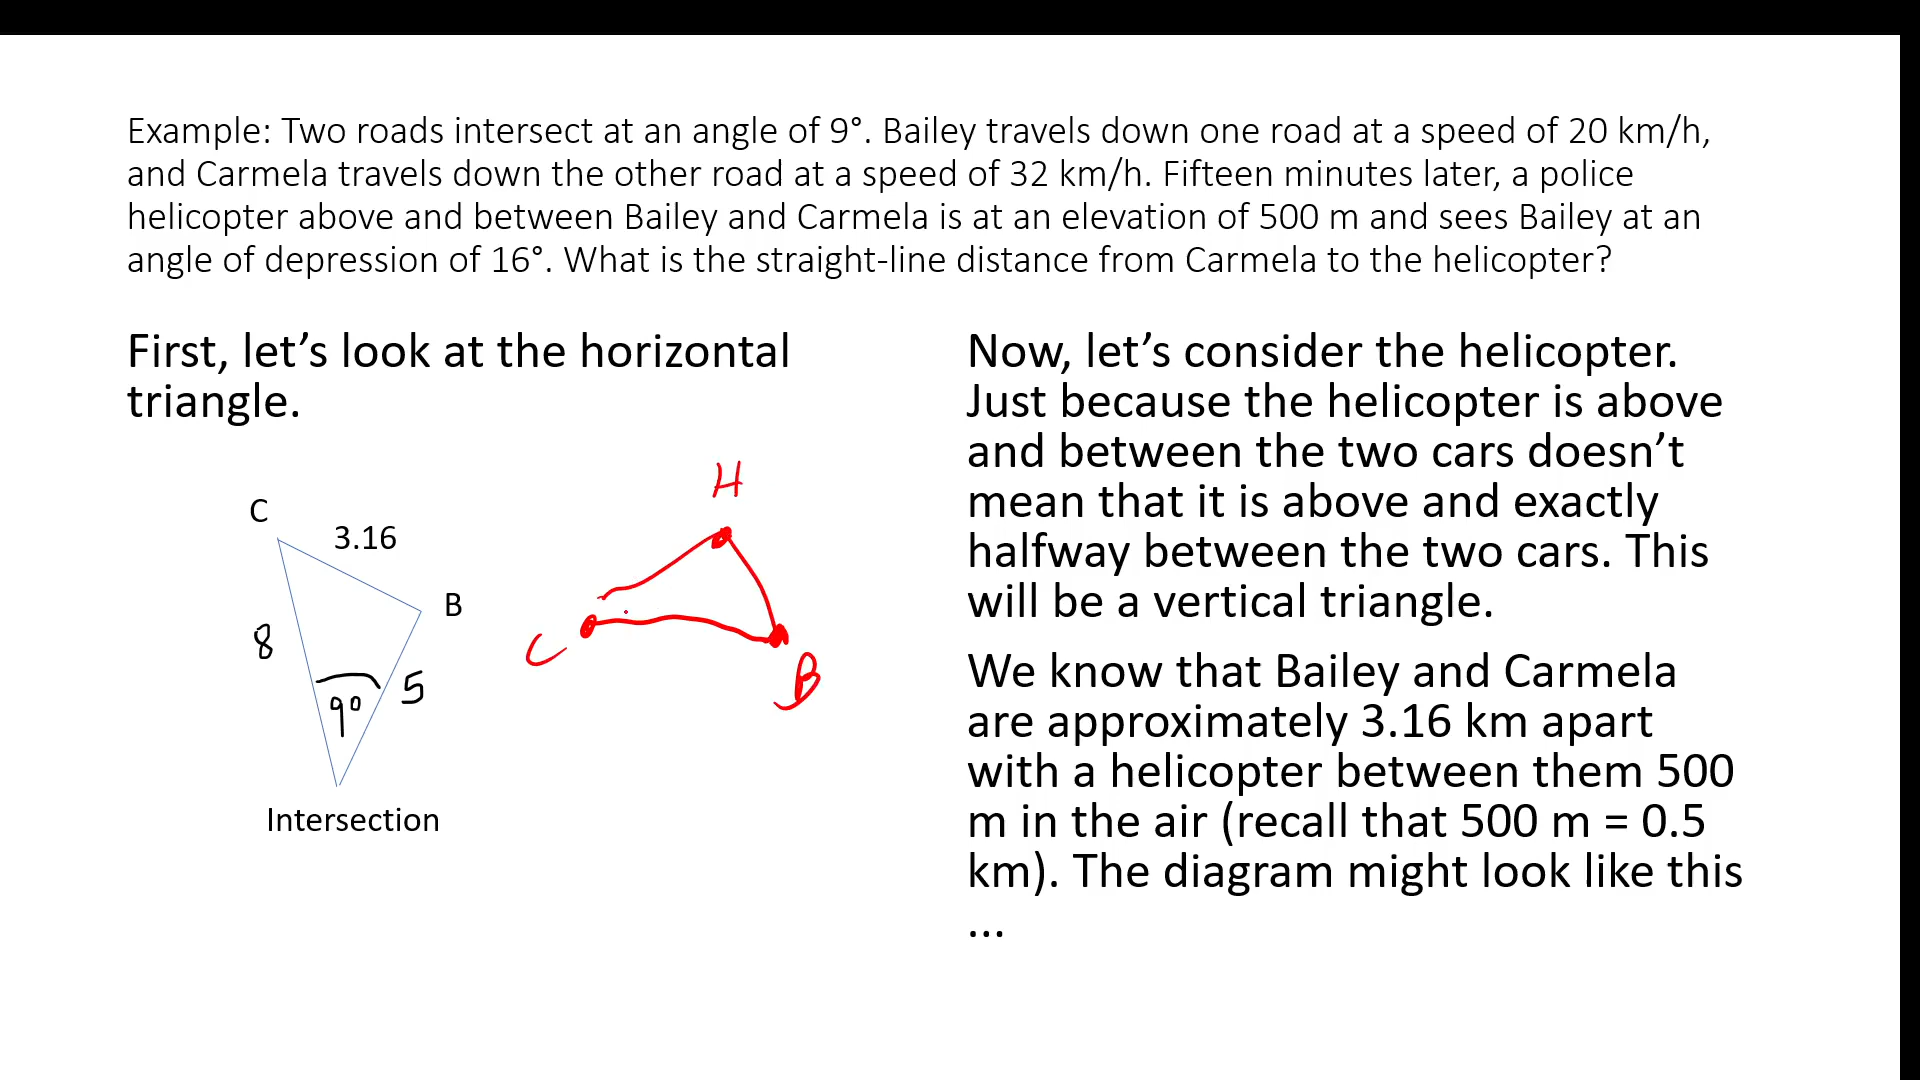 Example: Two roads intersect at an angle of 9°. Bailey travels down one road at a speed of 20 km/h,
and Carmela travels down the other road at a speed of 32 km/h. Fifteen minutes later, a police
helicopter above and between Bailey and Carmela is at an elevation of 500 m and sees Bailey at an
angle of depression of 16°. What is the straight-line distance from Carmela to the helicopter?
First, let’s look at the horizontal
triangle.
C
3.16
B
8
9°
5
Intersection
H
C
B
Now, let’s consider the helicopter.
Just because the helicopter is above
and between the two cars doesn’t
mean that it is above and exactly
halfway between the two cars. This
will be a vertical triangle.
We know that Bailey and Carmela
are approximately 3.16 km apart
with a helicopter between them 500
m in the air (recall that 500 m = 0.5
km). The diagram might look like this
...